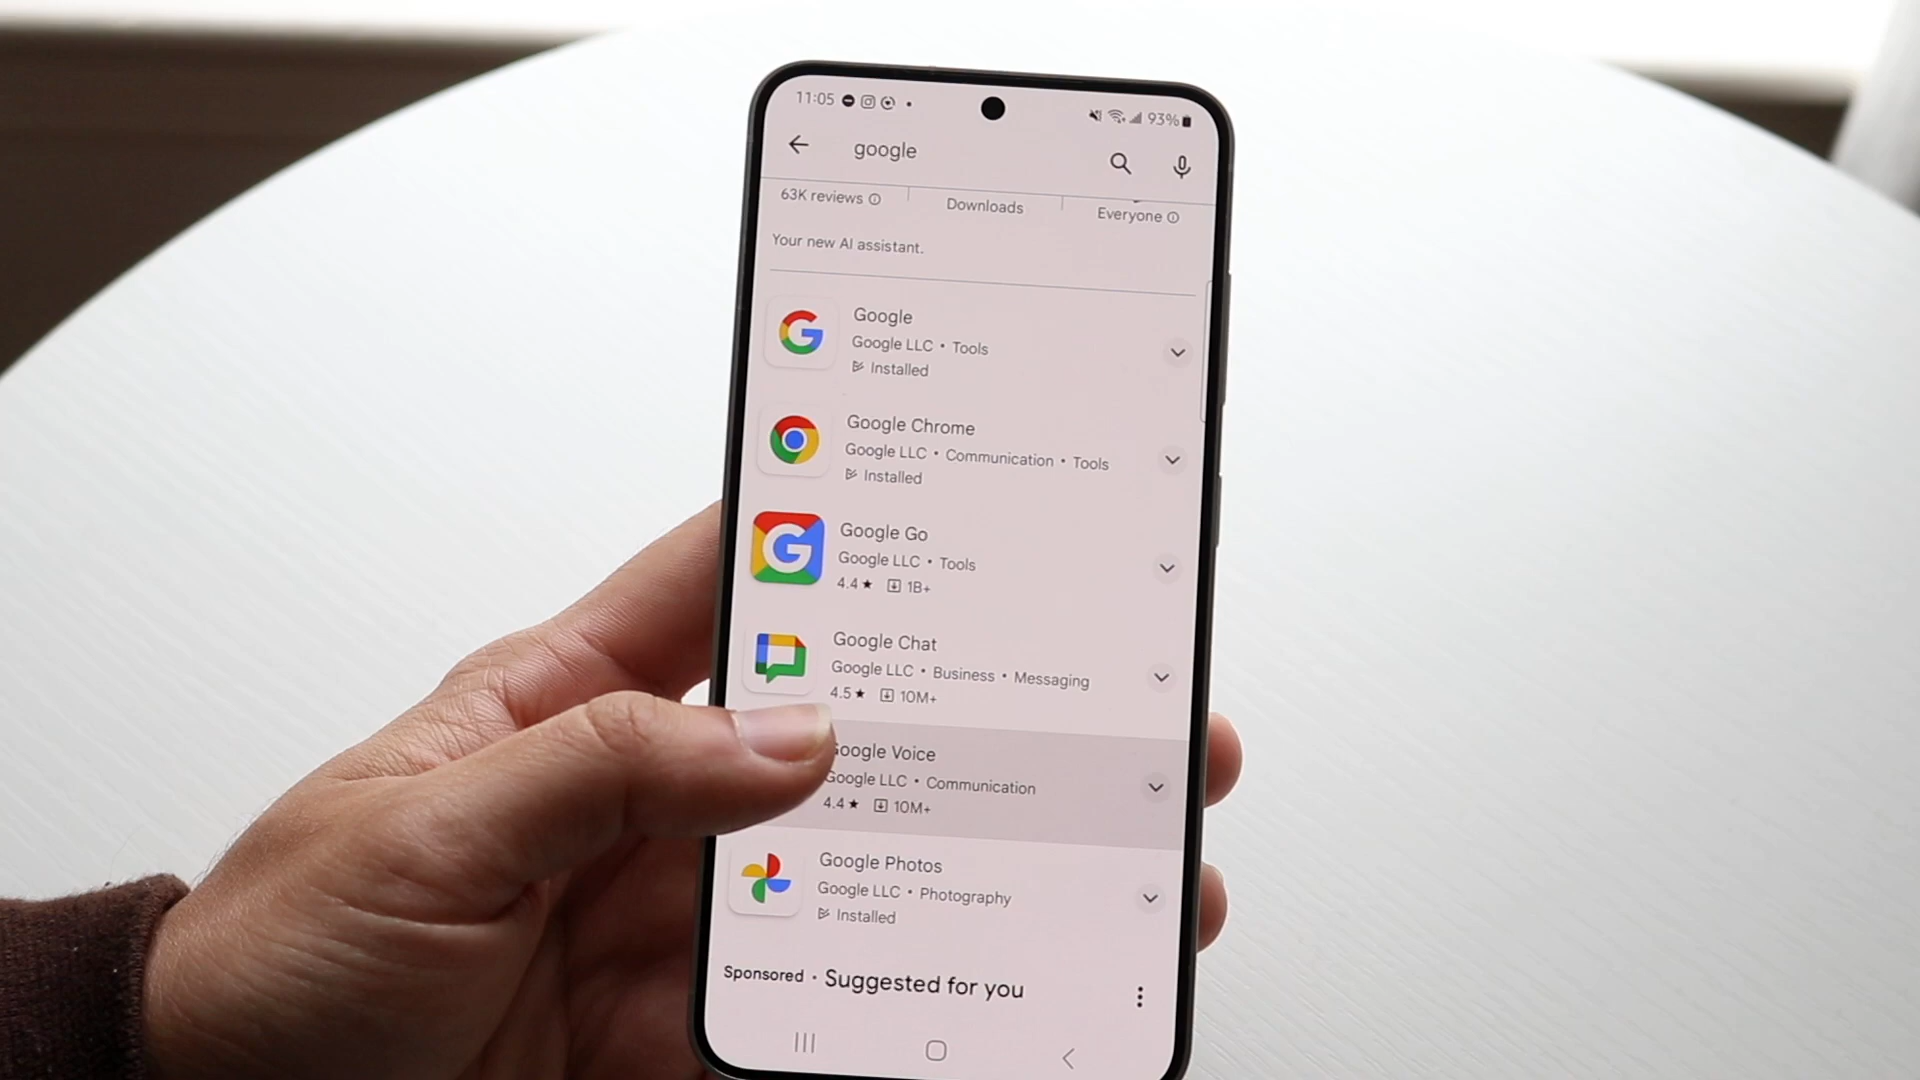 11:05
93%
google
63K reviews
Downloads
Everyone
Your new AI assistant.
Google
Google LLC • Tools
Installed
Google Chrome
Google LLC • Communication • Tools
Installed
Google Go
Google LLC • Tools
4.4★ 1B+
Google Chat
Google LLC • Business • Messaging
4.5★ 10M+
Google Voice
Google LLC • Communication
4.4★ 10M+
Google Photos
Google LLC • Photography
Installed
Sponsored • Suggested for you